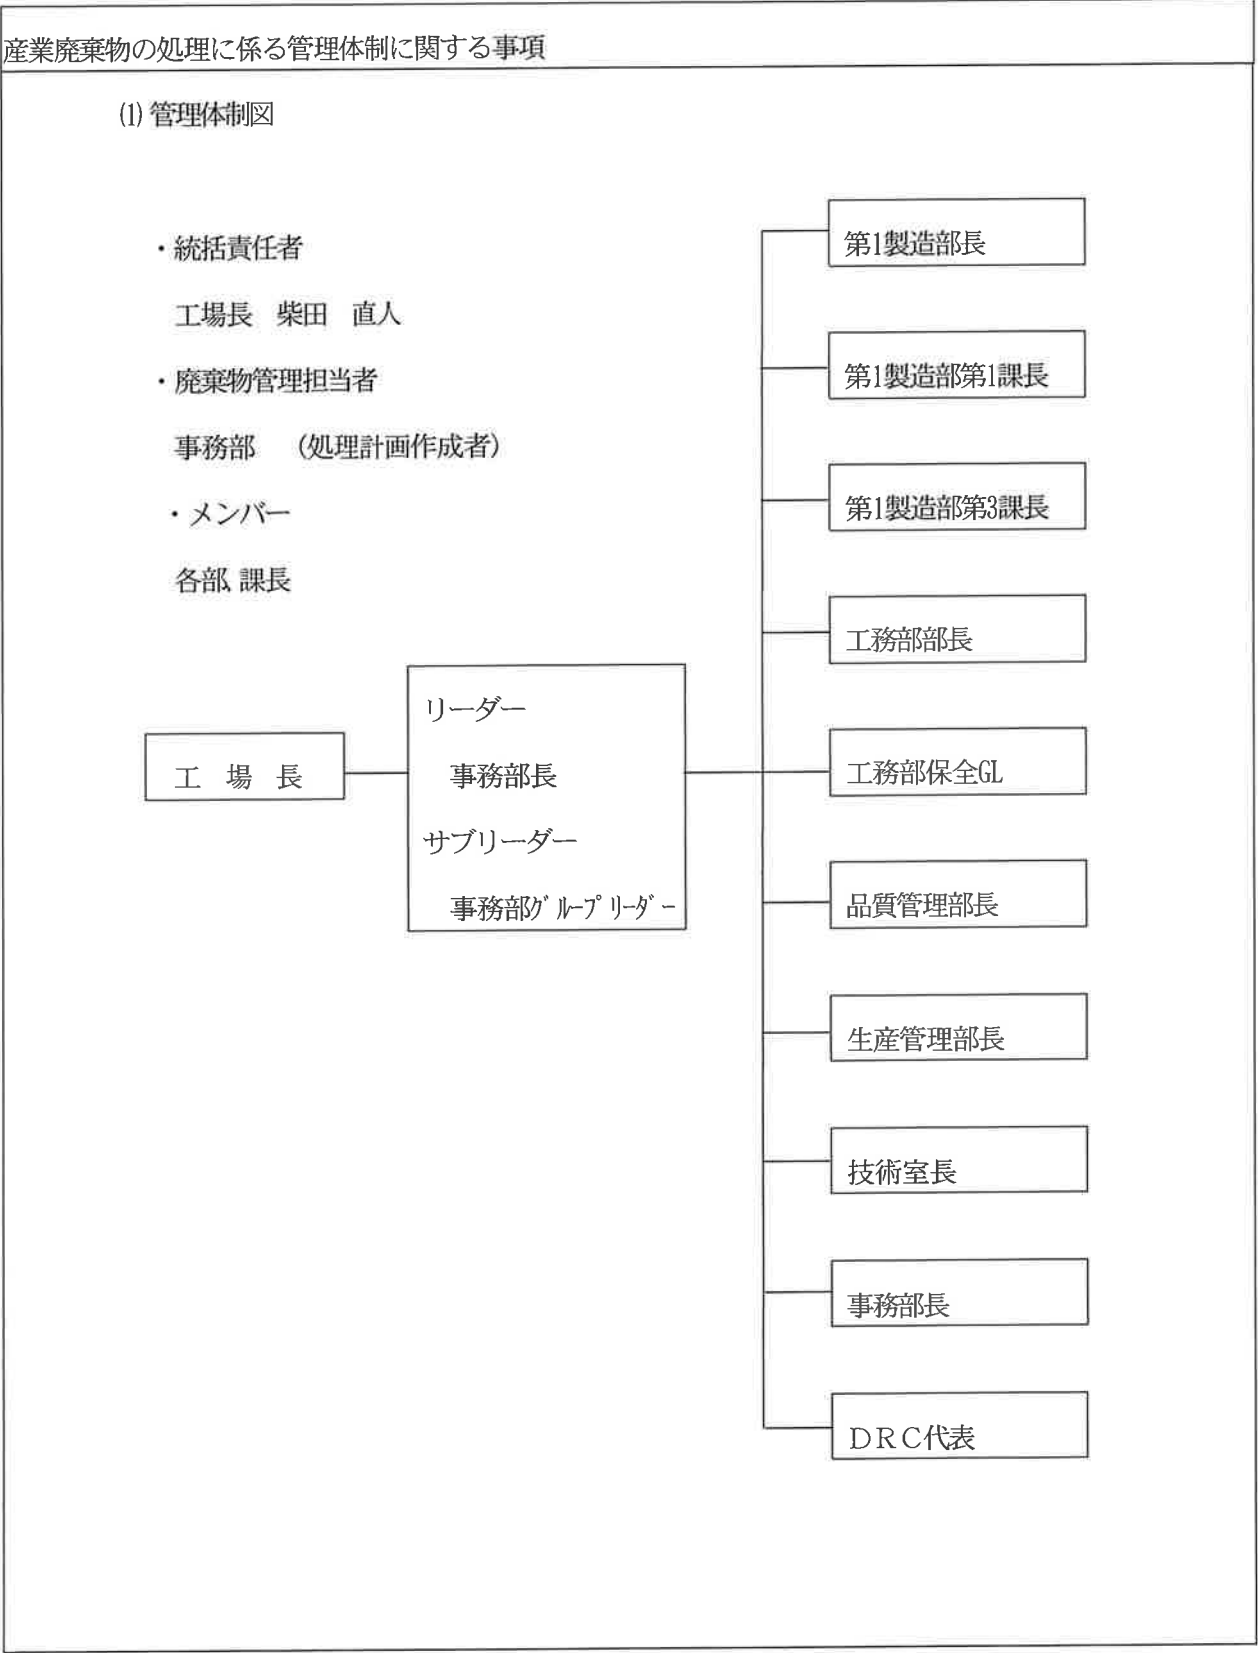 産業廃棄物の処理に係る管理体制に関する事項
(1) 管理体制図
・統括責任者
工場長　柴田　直人
・廃棄物管理担当者
事務部　（処理計画作成者）
・メンバー
各部、課長
工　場　長
リーダー
事務部長
サブリーダー
事務部ｸﾞﾙｰﾌﾟﾘｰﾀﾞｰ
第1製造部長
第1製造部第1課長
第1製造部第3課長
工務部部長
工務部保全GL
品質管理部長
生産管理部長
技術室長
事務部長
ＤＲＣ代表